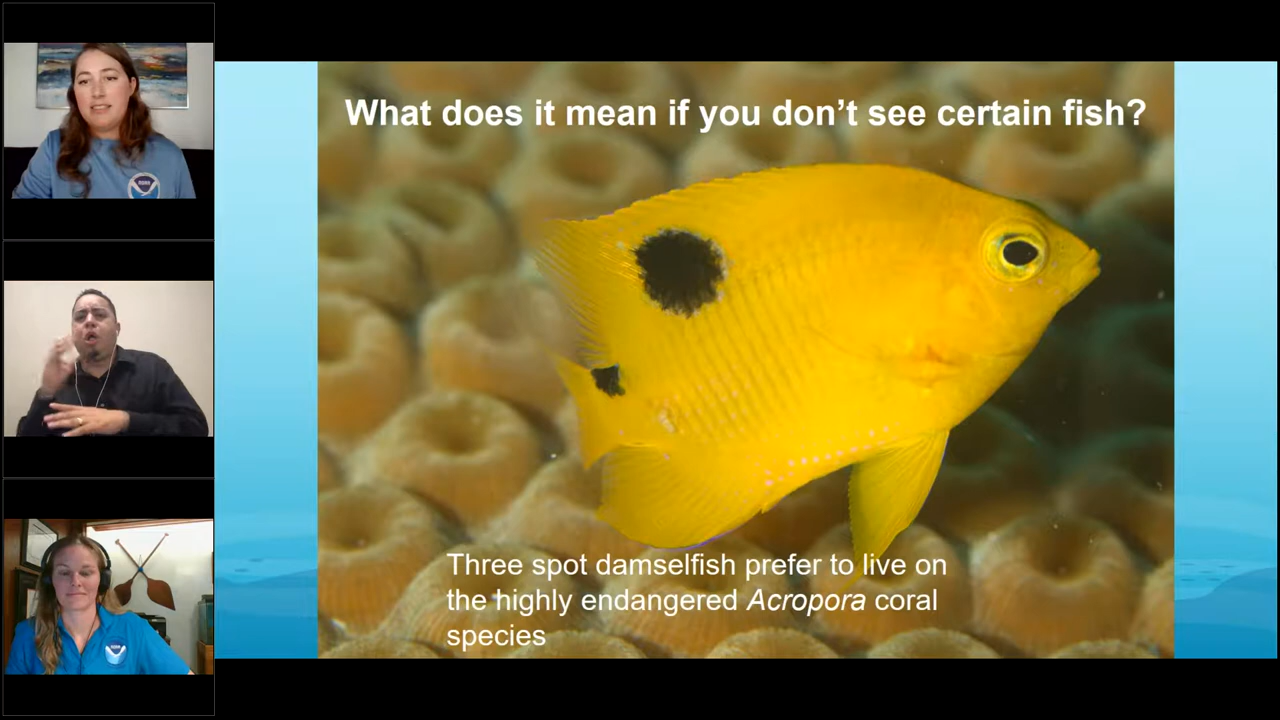 What does it mean if you don't see certain fish?
Three spot damselfish prefer to live on
the highly endangered Acropora coral
species